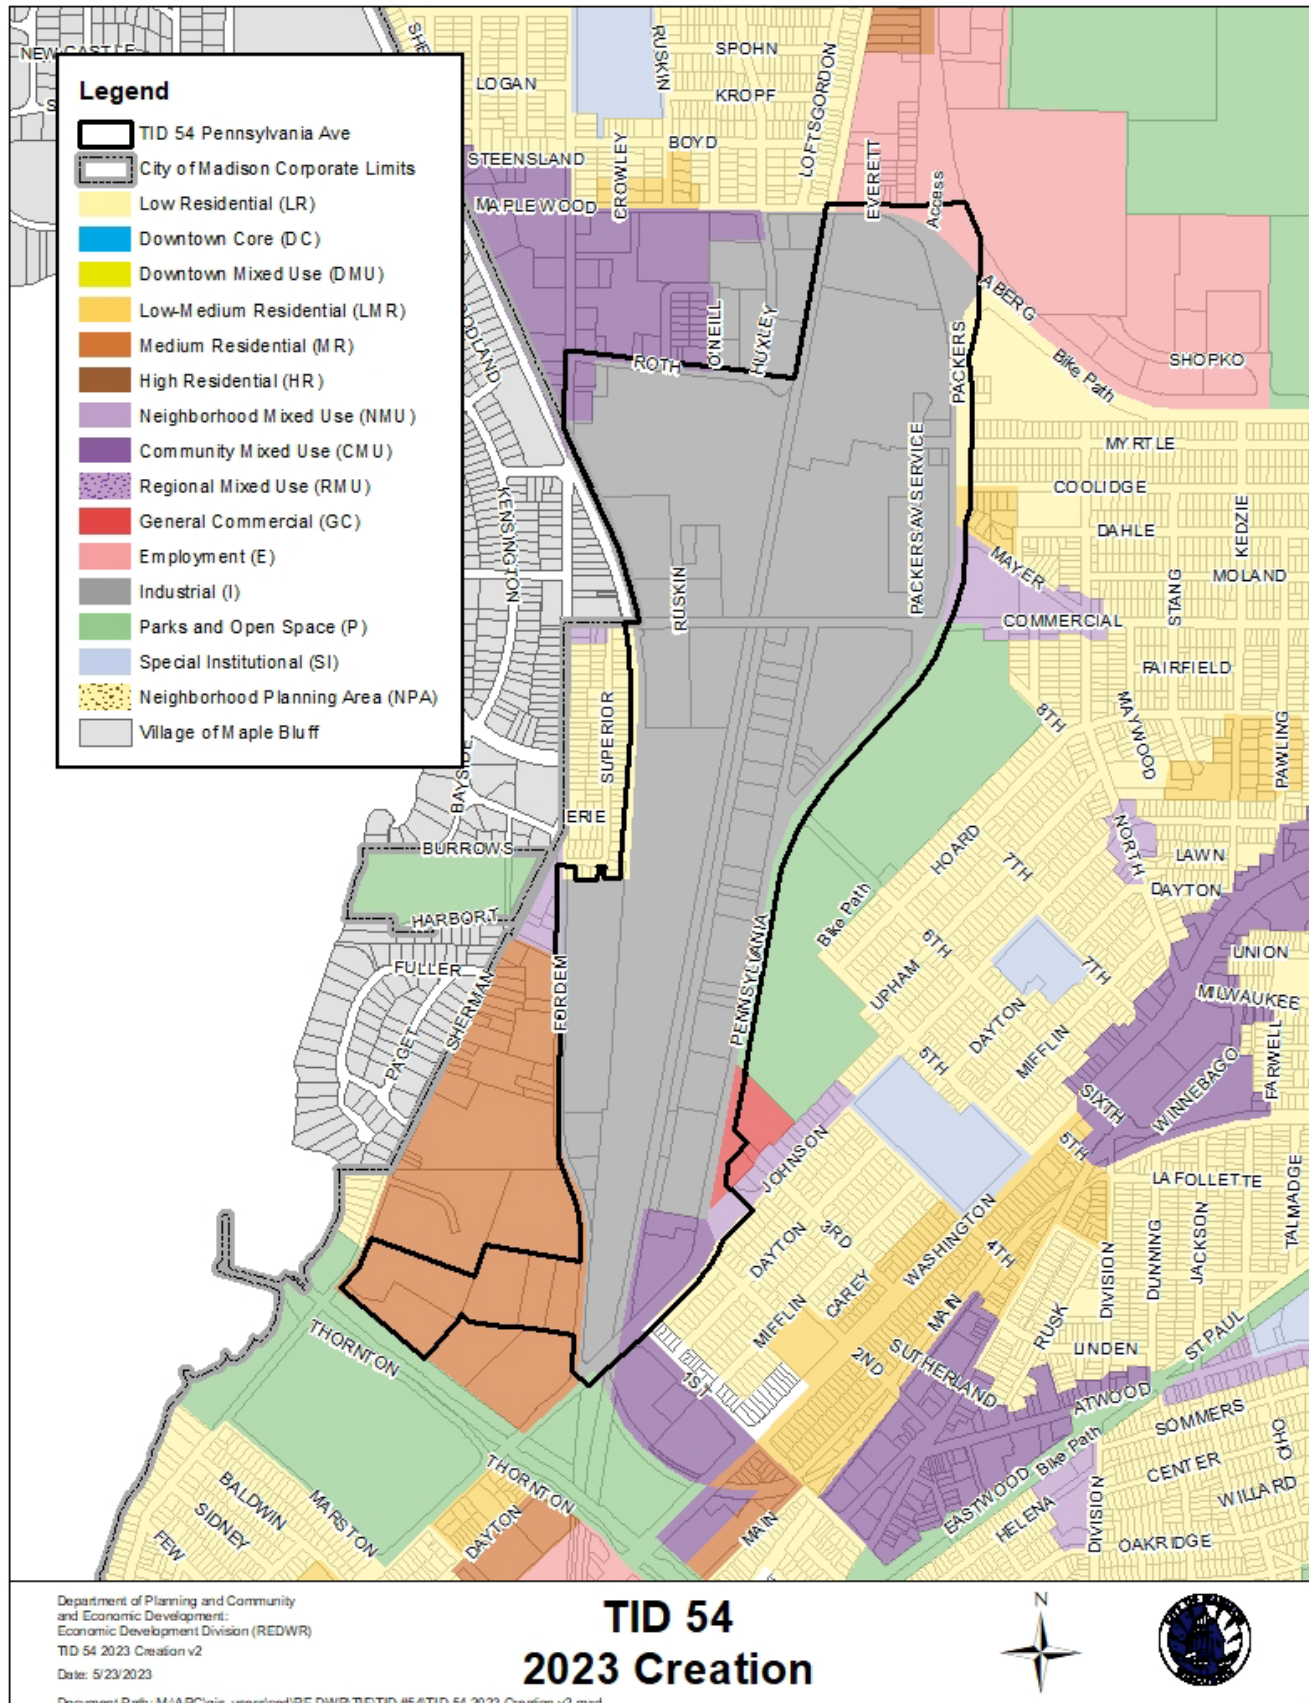 NEW CASTLE
SHE
RUSKIN
SPOHN
LOFTSGORDON
LOGAN
KROPF
BOYD
STEENSLAND
CROWLEY
MAPLEWOOD
EVERETT
Access
Legend
TID 54 Pennsylvania Ave
City of Madison Corporate Limits
Low Residential (LR)
Downtown Core (DC)
Downtown Mixed Use (DMU)
Low-Medium Residential (LMR)
Medium Residential (MR)
High Residential (HR)
Neighborhood Mixed Use (NMU)
Community Mixed Use (CMU)
Regional Mixed Use (RMU)
General Commercial (GC)
Employment (E)
Industrial (I)
Parks and Open Space (P)
Special Institutional (SI)
Neighborhood Planning Area (NPA)
Village of Maple Bluff
ABERG
ODLAND
O'NEILL
HUXLEY
ROTH
PACKERS
Bike Path
SHOPKO
MYRTLE
COOLIDGE
PACKERS AV SERVICE
KENSINGTON
DAHLE
KEDZIE
MAYER
MOLAND
STANG
RUSKIN
COMMERCIAL
FAIRFIELD
8TH
MAYWOOD
PAWLING
SUPERIOR
BAYSIDE
ERIE
BURROWS
HOARD
7TH
NORTH
LAWN
DAYTON
HARBORT
Bike Path
FULLER
6TH
7TH
UNION
FORDEM
PENNSYLVANIA
UPHAM
MILWAUKEE
SHERMAN
DAYTON
PAGET
5TH
MIFFLIN
FARWELL
WINNEBAGO
SIXTH
JOHNSON
5TH
LAFOLLETTE
TALMADGE
DAYTON
3RD
WASHINGTON
4TH
DUNNING
JACKSON
DIVISION
MIFFLIN
CAREY
MAIN
RUSK
THORNTON
2ND
SUTHERLAND
LINDEN
ST PAUL
1ST
ATWOOD
SOMMERS
OHIO
THORNTON
EASTWOOD
Bike Path
CENTER
WILLARD
BALDWIN
SIDNEY
MARSTON
FEW
DAYTON
MAIN
HELENA
DIVISION
OAKRIDGE
Department of Planning and Community
and Economic Development:
Economic Development Division (REDWR)
TID 54 2023 Creation v2
Date: 5/23/2023
TID 54
2023 Creation
N